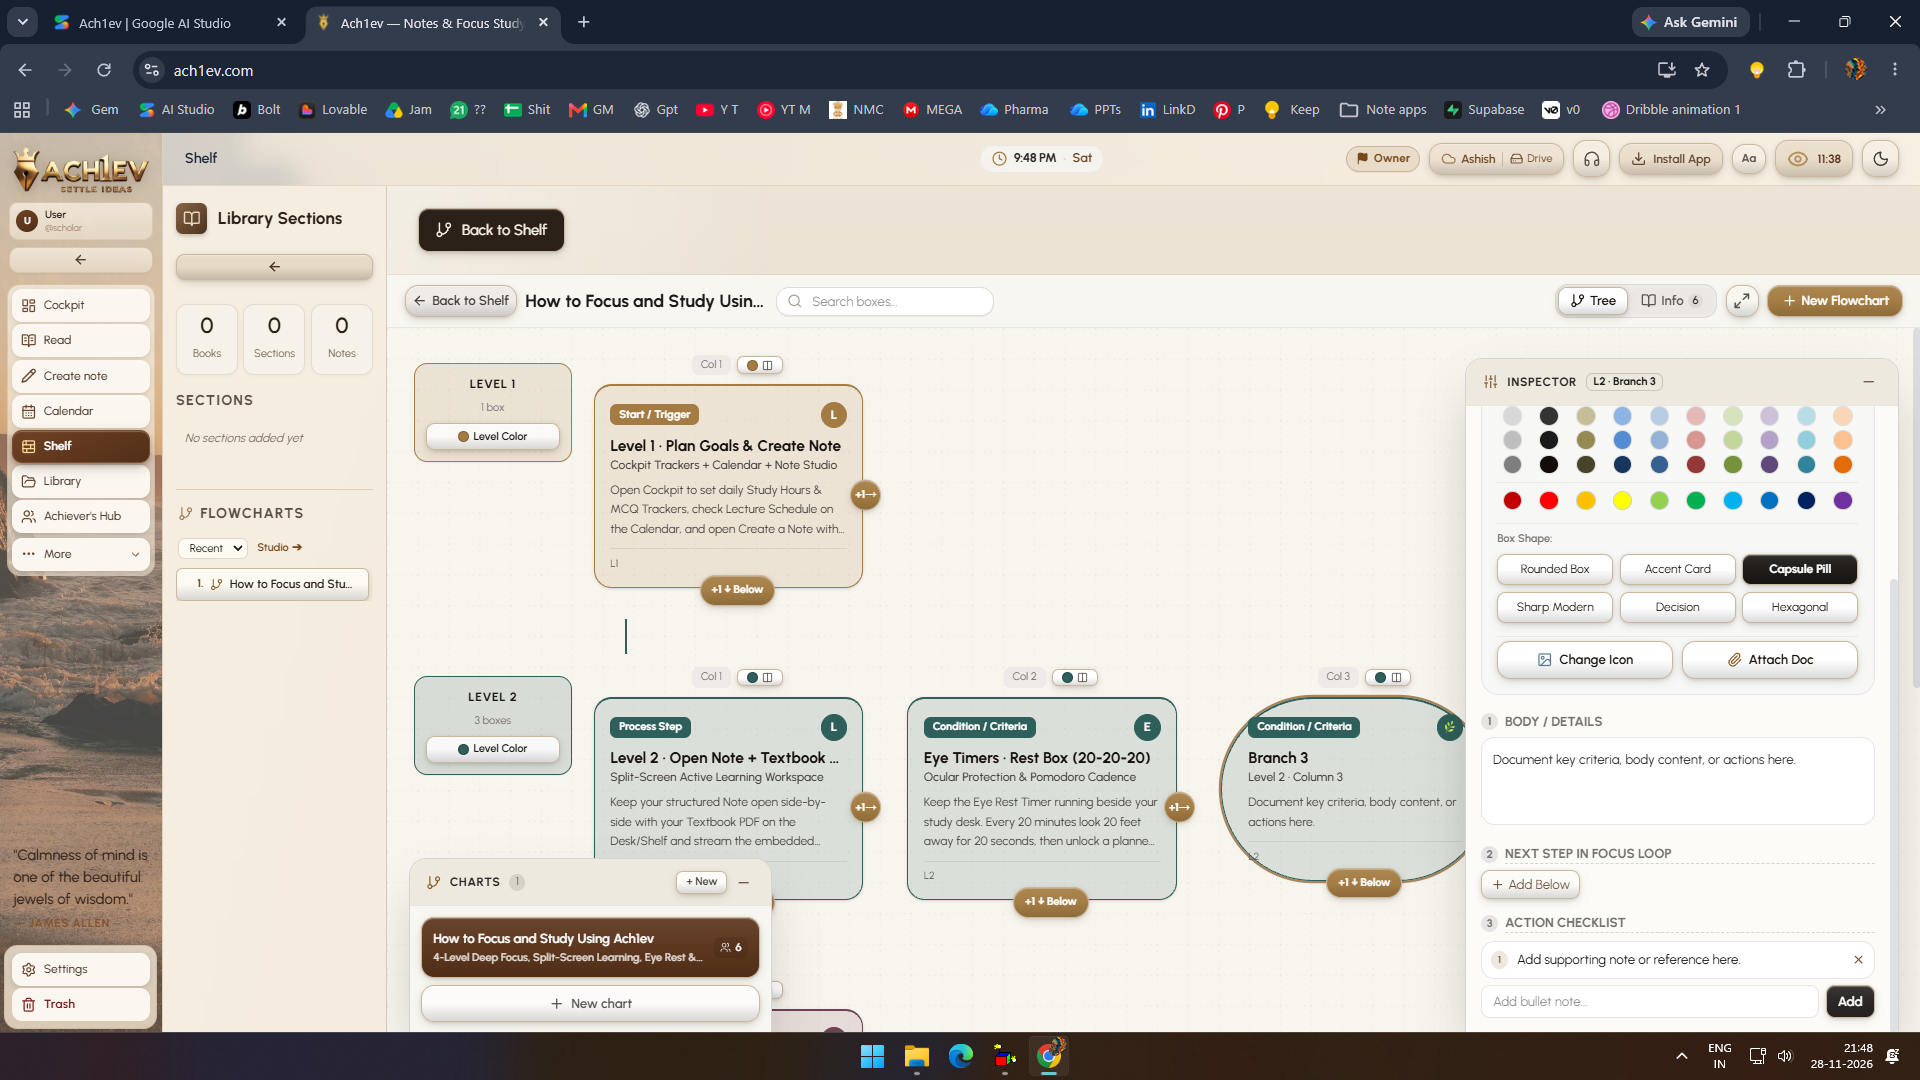 Ach1ev | Google AI Studio
Ach1ev — Notes & Focus Study
Ask Gemini
ach1ev.com
Gem
AI Studio
Bolt
Lovable
Jam
21 ??
Shit
GM
Gpt
Y T
YT M
NMC
MEGA
Pharma
PPTs
LinkD
P
Keep
Note apps
Supabase
v0
Dribble animation 1
ACH1EV
SETTLE IDEAS
Shelf
9:48 PM · Sat
Owner
Ashish
Drive
Install App
Aa
11:38
U
User
@scholar
Cockpit
Read
Create note
Calendar
Shelf
Library
Achiever's Hub
More
"Calmness of mind is
one of the beautiful
jewels of wisdom."
— JAMES ALLEN
Settings
Trash
Library Sections
0
Books
0
Sections
0
Notes
SECTIONS
No sections added yet
FLOWCHARTS
Recent
Studio
1. How to Focus and Stu...
Back to Shelf
Back to Shelf
How to Focus and Study Usin...
Search boxes...
Tree
Info 6
New Flowchart
LEVEL 1
1 box
Level Color
Col 1
Start / Trigger
L
Level 1 · Plan Goals & Create Note
Cockpit Trackers + Calendar + Note Studio
Open Cockpit to set daily Study Hours &
MCQ Trackers, check Lecture Schedule on
the Calendar, and open Create a Note with...
L1
+1→
+1 ↓ Below
LEVEL 2
3 boxes
Level Color
Col 1
Process Step
L
Level 2 · Open Note + Textbook ...
Split-Screen Active Learning Workspace
Keep your structured Note open side-by-
side with your Textbook PDF on the
Desk/Shelf and stream the embedded...
+1→
Col 2
Condition / Criteria
E
Eye Timers · Rest Box (20-20-20)
Ocular Protection & Pomodoro Cadence
Keep the Eye Rest Timer running beside your
study desk. Every 20 minutes look 20 feet
away for 20 seconds, then unlock a planne...
L2
+1→
+1 ↓ Below
Col 3
Condition / Criteria
Branch 3
Level 2 · Column 3
Document key criteria, body content, or
actions here.
L2
+1 ↓ Below
CHARTS 1
+ New
How to Focus and Study Using Ach1ev
4-Level Deep Focus, Split-Screen Learning, Eye Rest &...
6
+ New chart
INSPECTOR
L2 · Branch 3
Box Shape:
Rounded Box
Accent Card
Capsule Pill
Sharp Modern
Decision
Hexagonal
Change Icon
Attach Doc
1 BODY / DETAILS
Document key criteria, body content, or actions here.
2 NEXT STEP IN FOCUS LOOP
+ Add Below
3 ACTION CHECKLIST
1 Add supporting note or reference here.
Add bullet note...
Add
ENG
IN
21:48
28-11-2026